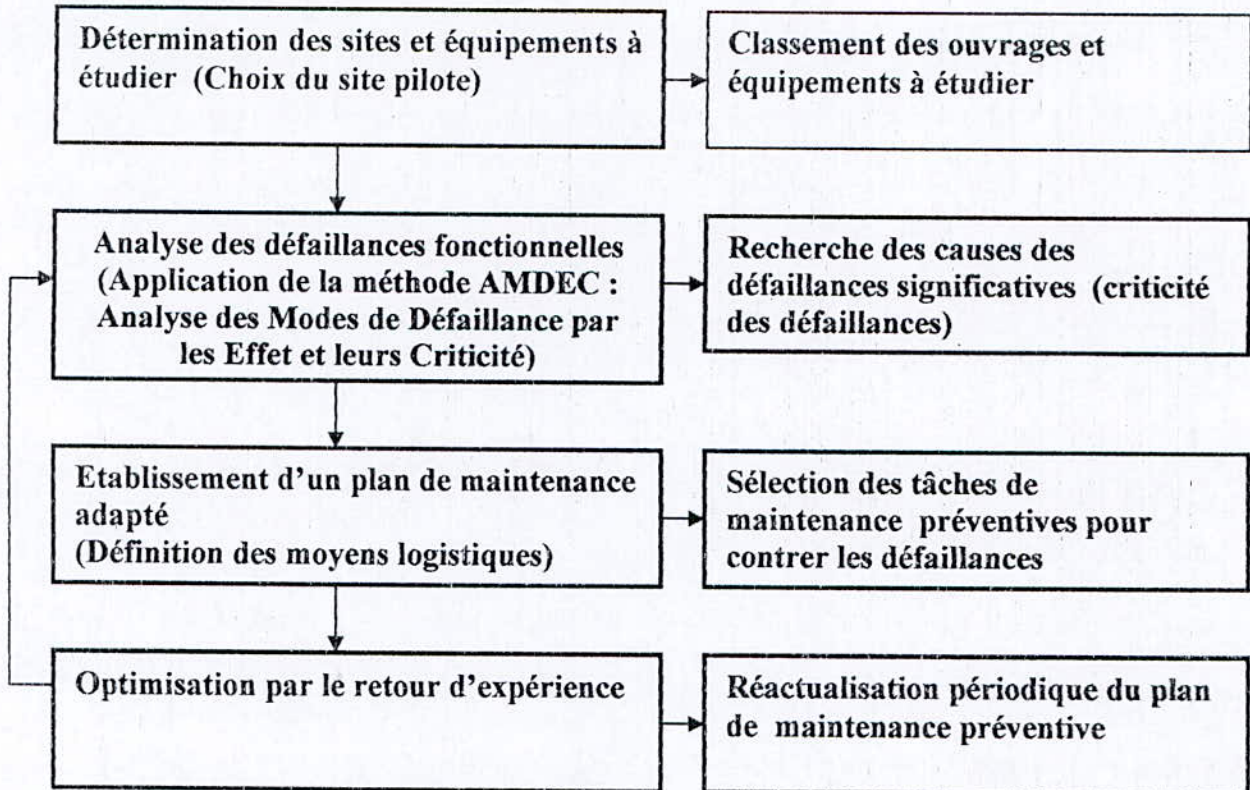 Détermination des sites et équipements à
étudier (Choix du site pilote)
Classement des ouvrages et
équipements à étudier
Analyse des défaillances fonctionnelles
(Application de la méthode AMDEC :
Analyse des Modes de Défaillance par
les Effet et leurs Criticité)
Recherche des causes des
défaillances significatives (criticité
des défaillances)
Etablissement d'un plan de maintenance
adapté
(Définition des moyens logistiques)
Sélection des tâches de
maintenance préventives pour
contrer les défaillances
Optimisation par le retour d'expérience
Réactualisation périodique du plan
de maintenance préventive